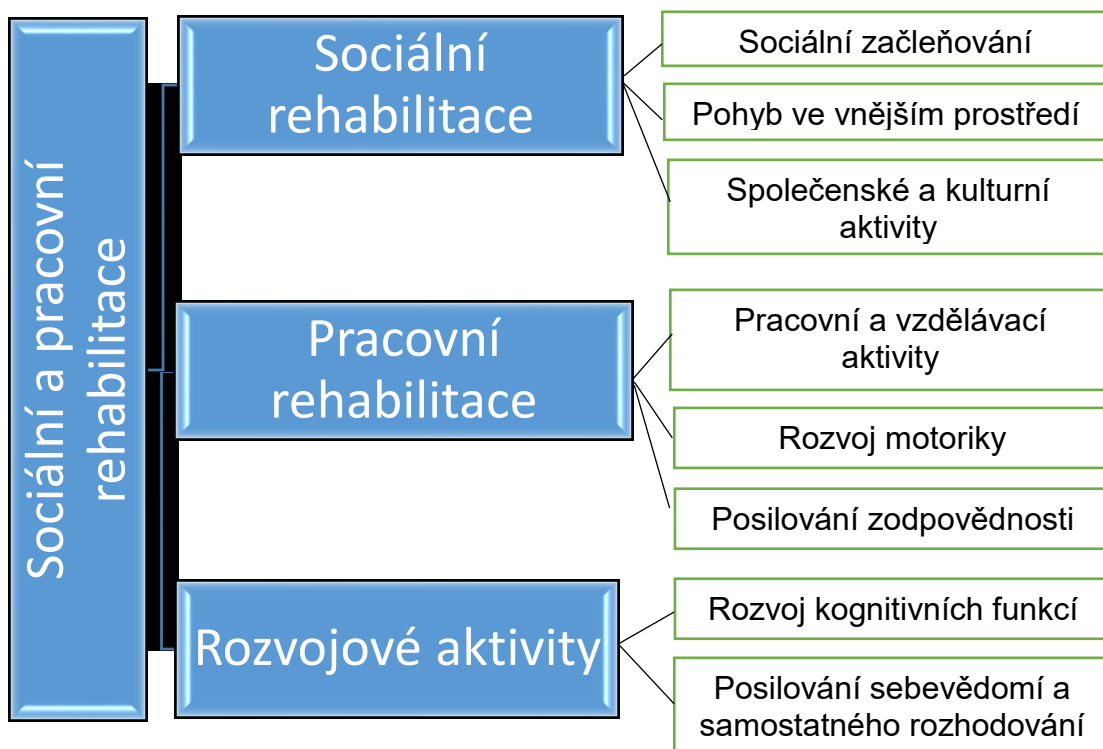 Sociální a pracovní
rehabilitace
Sociální
rehabilitace
Sociální začleňování
Pohyb ve vnějším prostředí
Společenské a kulturní
aktivity
Pracovní
rehabilitace
Pracovní a vzdělávací
aktivity
Rozvoj motoriky
Posilování zodpovědnosti
Rozvojové aktivity
Rozvoj kognitivních funkcí
Posilování sebevědomí a
samostatného rozhodování